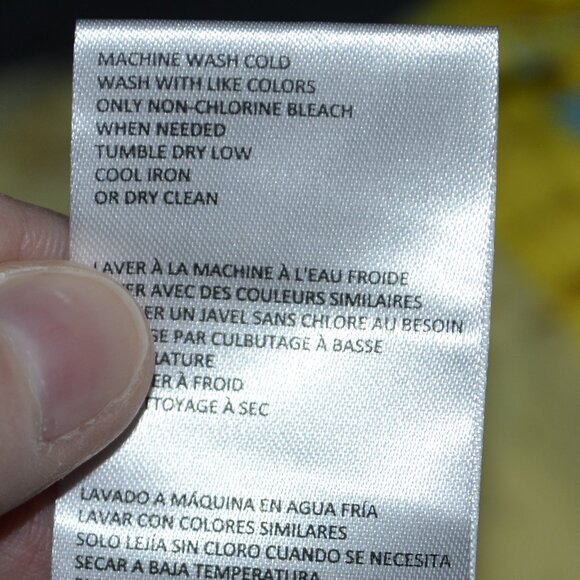 MACHINE WASH COLD
WASH WITH LIKE COLORS
ONLY NON-CHLORINE BLEACH
WHEN NEEDED
TUMBLE DRY LOW
COOL IRON
OR DRY CLEAN
LAVER À LA MACHINE À L'EAU FROIDE
AVEC DES COULEURS SIMILAIRES
UN JAVEL SANS CHLORE AU BESOIN
PAR CULBUTAGE À BASSE
À FROID
À SEC
LAVADO A MÁQUINA EN AGUA FRÍA
LAVAR CON COLORES SIMILARES
SOLO LEJÍA SIN CLORO CUANDO SE NECESITA
SECAR A BAJA TEMPERATURA